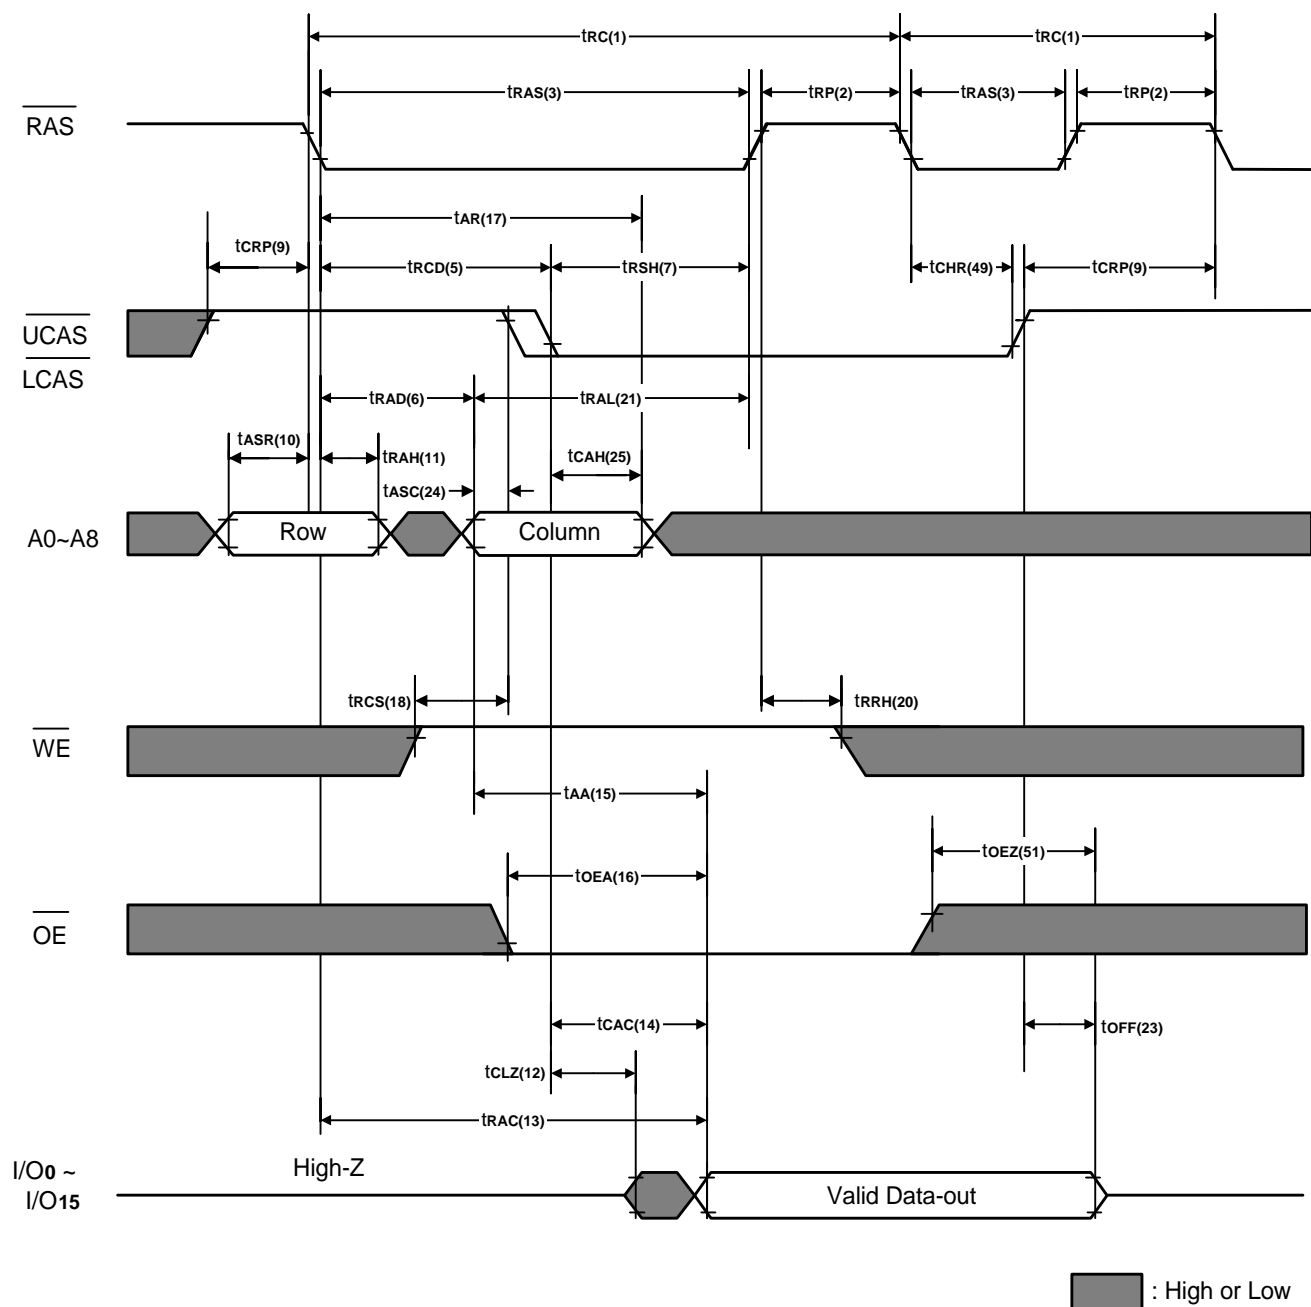 tRC(1) tRC(1)
tRAS(3) tRP(2) tRAS(3) tRP(2)
RAS
tAR(17)
tCRP(9) tRCD(5) tRSH(7) tCHR(49) tCRP(9)
UCAS
LCAS
tRAD(6) tRAL(21)
tASR(10) tRAH(11) tCAH(25)
tASC(24)
A0~A8 Row Column
tRCS(18) tRRH(20)
WE
tAA(15)
tOEZ(51)
tOEA(16)
OE
tCAC(14) tOFF(23)
tCLZ(12)
tRAC(13)
I/O0 ~ High-Z
I/O15 Valid Data-out
: High or Low